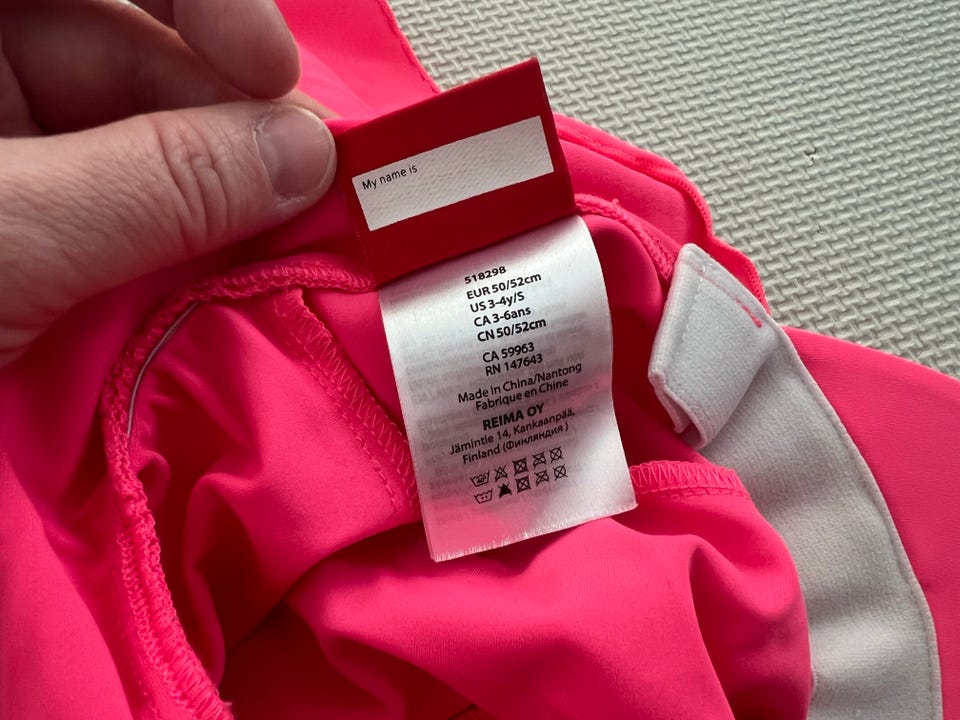 My name is
518298
EUR 50/52cm
US 3-4y/S
CA 3-6ans
CN 50/52cm
CA 59963
RN 147643
Made in China/Nantong
Fabrique en Chine
REIMA OY
Jämintie 14, Kankaanpää,
Finland (Финляндия )